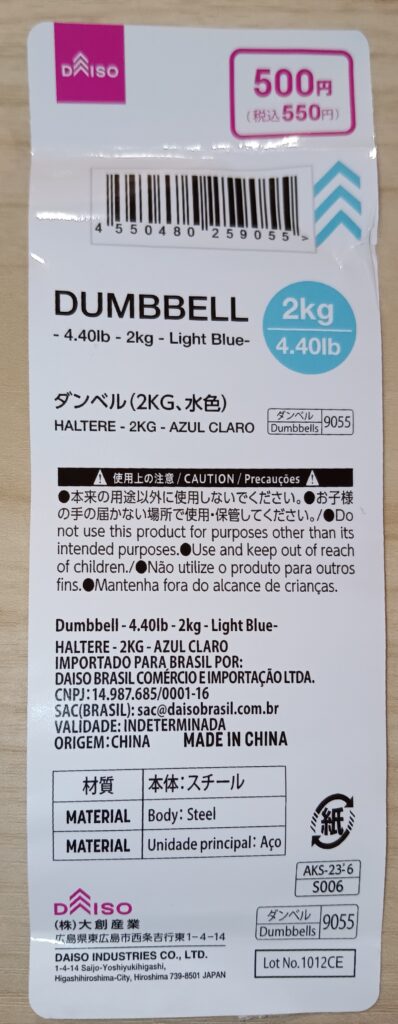 DAISO
500円
(税込550円)
4 550480 259055 >
DUMBBELL
- 4.40lb - 2kg - Light Blue-
2kg
4.40lb
ダンベル(2KG、水色)
HALTERE - 2KG - AZUL CLARO
ダンベル
Dumbbells
9055
使用上の注意 / CAUTION / Precauções
●本来の用途以外に使用しないでください。●お子様
の手の届かない場所で使用・保管してください。/●Do
not use this product for purposes other than its
intended purposes.●Use and keep out of reach
of children./●Não utilize o produto para outros
fins.●Mantenha fora do alcance de crianças.
Dumbbell - 4.40lb - 2kg - Light Blue-
HALTERE - 2KG - AZUL CLARO
IMPORTADO PARA BRASIL POR:
DAISO BRASIL COMÉRCIO E IMPORTAÇÃO LTDA.
CNPJ: 14.987.685/0001-16
SAC(BRASIL): sac@daisobrasil.com.br
VALIDADE: INDETERMINADA
ORIGEM: CHINA MADE IN CHINA
材質 本体:スチール
MATERIAL Body: Steel
MATERIAL Unidade principal: Aço
紙
AKS-23-6
S006
DAISO
(株)大創産業
広島県東広島市西条吉行東1-4-14
DAISO INDUSTRIES CO., LTD.
1-4-14 Saijo-Yoshiyukihigashi,
Higashihiroshima-City, Hiroshima 739-8501 JAPAN
ダンベル
Dumbbells
9055
Lot No.1012CE